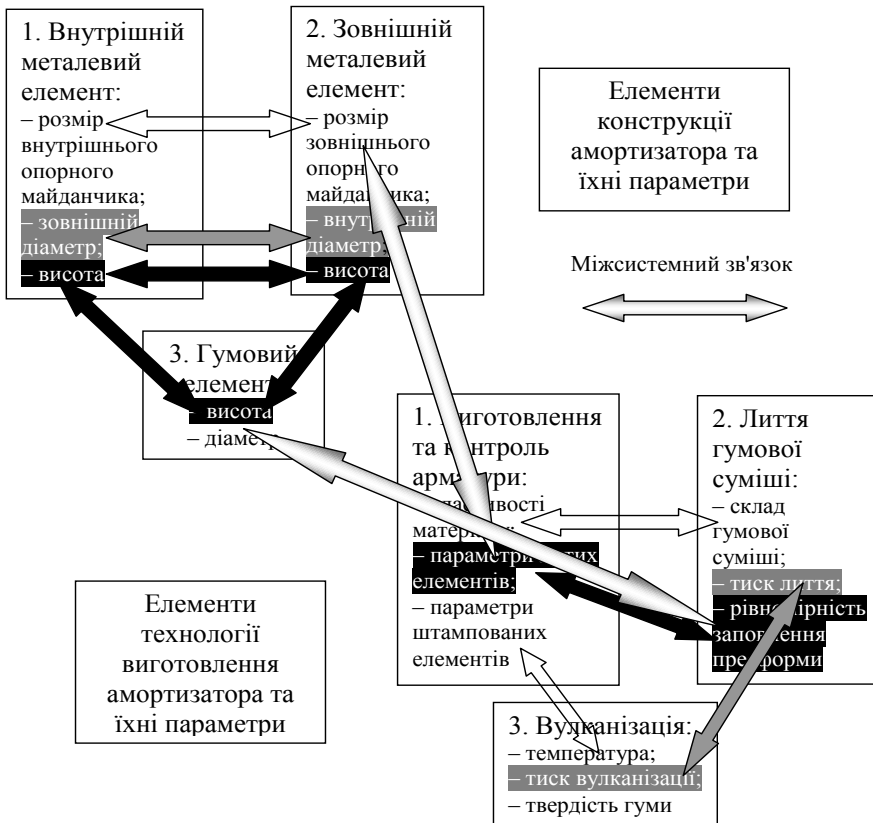 1. Внутрішній
металевий
елемент:
– розмір
внутрішнього
опорного
майданчика;
– зовнішній
діаметр;
– висота
2. Зовнішній
металевий
елемент:
– розмір
зовнішнього
опорного
майданчика;
– внутрішній
діаметр;
– висота
Елементи
конструкції
амортизатора та
їхні параметри
Міжсистемний зв'язок
3. Гумовий
елемент
– висота
– діаметр
1. Виготовлення
та контроль
арматури:
– властивості
матеріалу;
– параметри литих
елементів;
– параметри
штампованих
елементів
2. Лиття
гумової
суміші:
– склад
гумової
суміші;
– тиск лиття;
– рівномірність
заповнення
пресформи
Елементи
технології
виготовлення
амортизатора та
їхні параметри
3. Вулканізація:
– температура;
– тиск вулканізації;
– твердість гуми